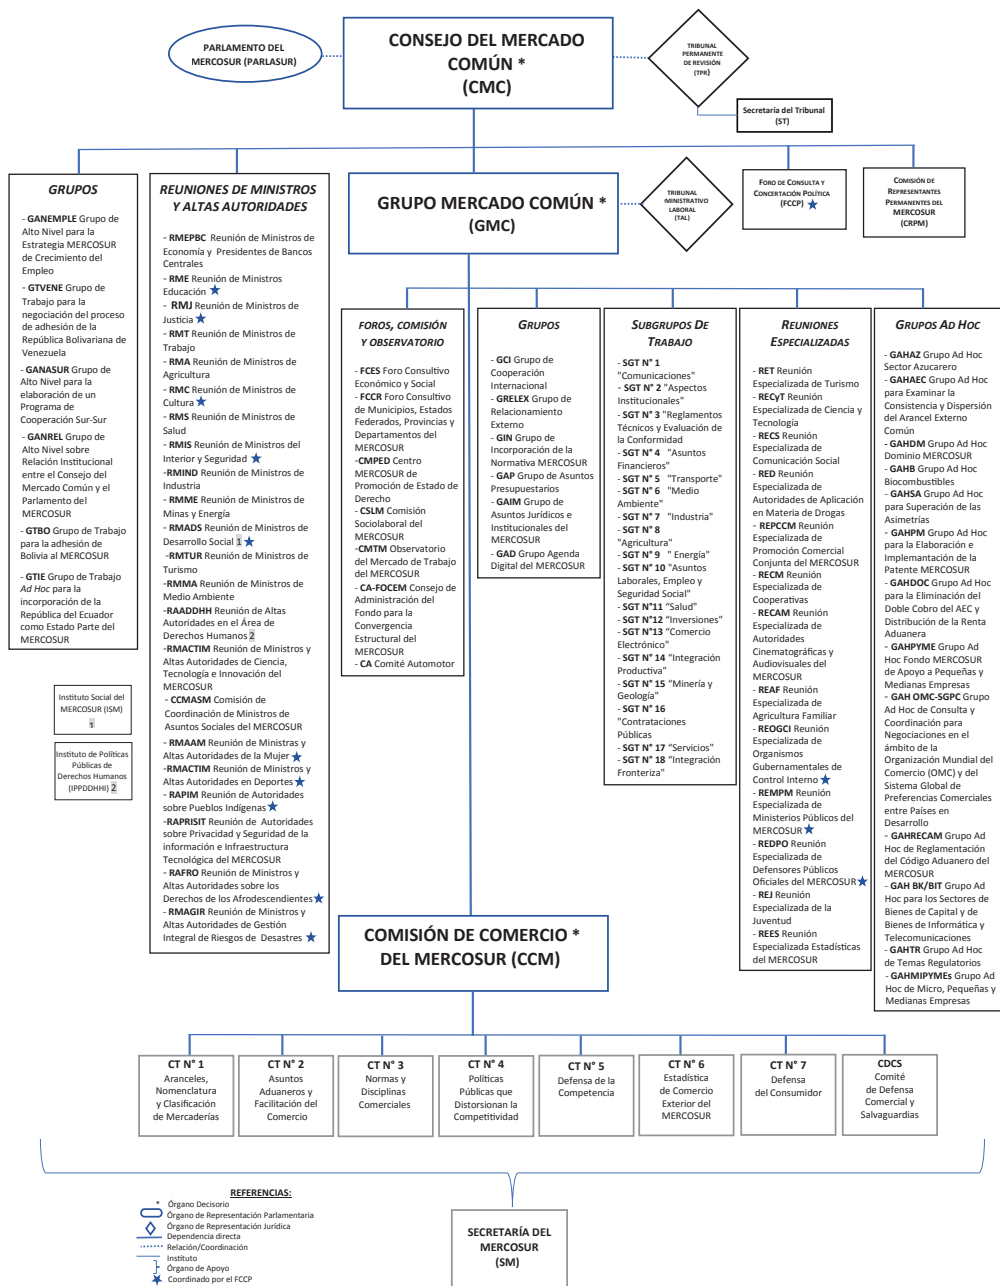 PARLAMENTO DEL
MERCOSUR (PARLASUR)
CONSEJO DEL MERCADO
COMÚN *
(CMC)
TRIBUNAL
PERMANENTE
DE REVISIÓN
(TPR)
Secretaría del Tribunal
(ST)
GRUPOS
- GANEMPLE Grupo de
Alto Nivel para la
Estrategia MERCOSUR
de Crecimiento del
Empleo
- GTVENE Grupo de
Trabajo para la
negociación del proceso
de adhesión de la
República Bolivariana de
Venezuela
- GANASUR Grupo de
Alto Nivel para la
elaboración de un
Programa de
Cooperación Sur-Sur
- GANREL Grupo de
Alto Nivel sobre
Relación Institucional
entre el Consejo del
Mercado Común y el
Parlamento del
MERCOSUR
- GTBO Grupo de Trabajo
para la adhesión de
Bolivia al MERCOSUR
- GTIE Grupo de Trabajo
Ad Hoc para la
incorporación de la
República del Ecuador
como Estado Parte del
MERCOSUR
REUNIONES DE MINISTROS
Y ALTAS AUTORIDADES
- RMEPBC Reunión de Ministros de
Economía y Presidentes de Bancos
Centrales
- RME Reunión de Ministros
Educación
- RMJ Reunión de Ministros de
Justicia
- RMT Reunión de Ministros de
Trabajo
- RMA Reunión de Ministros de
Agricultura
- RMC Reunión de Ministros de
Cultura
- RMS Reunión de Ministros de
Salud
- RMIS Reunión de Ministros del
Interior y Seguridad
- RMIND Reunión de Ministros de
Industria
- RMME Reunión de Ministros de
Minas y Energía
- RMADS Reunión de Ministros de
Desarrollo Social 1
- RMTUR Reunión de Ministros de
Turismo
- RMMA Reunión de Ministros de
Medio Ambiente
- RAADDHH Reunión de Altas
Autoridades en el Área de
Derechos Humanos 2
- RMACTIM Reunión de Ministros y
Altas Autoridades de Ciencia,
Tecnología e Innovación del
MERCOSUR
- CCMASM Comisión de
Coordinación de Ministros de
Asuntos Sociales del MERCOSUR
- RMAAM Reunión de Ministras y
Altas Autoridades de la Mujer
- RMACTIM Reunión de Ministros y
Altas Autoridades en Deportes
- RAPIM Reunión de Autoridades
sobre Pueblos Indígenas
-RAPRISIT Reunión de Autoridades
sobre Privacidad y Seguridad de la
información e Infraestructura
Tecnológica del MERCOSUR
- RAFRO Reunión de Ministros y
Altas Autoridades sobre los
Derechos de los Afrodescendientes
- RMAGIR Reunión de Ministros y
Altas Autoridades de Gestión
Integral de Riesgos de Desastres
Instituto Social del
MERCOSUR (ISM)
1
Instituto de Políticas
Públicas de
Derechos Humanos
(IPPDDHHI) 2
GRUPO MERCADO COMÚN *
(GMC)
TRIBUNAL
MINISTRATIVO
LABORAL
(TAL)
FORO DE CONSULTA Y
CONCERTACIÓN POLÍTICA
(FCCP)
COMISIÓN DE
REPRESENTANTES
PERMANENTES DEL
MERCOSUR
(CRPM)
FOROS, COMISIÓN
Y OBSERVATORIO
- FCES Foro Consultivo
Económico y Social
- FCCR Foro Consultivo
de Municipios, Estados
Federados, Provincias y
Departamentos del
MERCOSUR
-CMPED Centro
MERCOSUR de
Promoción de Estado de
Derecho
- CSLM Comisión
Sociolaboral del
MERCOSUR
- CMTM Observatorio
del Mercado de Trabajo
del MERCOSUR
- CA-FOCEM Consejo de
Administración del
Fondo para la
Convergencia
Estructural del
MERCOSUR
- CA Comité Automotor
GRUPOS
- GCI Grupo de
Cooperación
Internacional
- GRELEX Grupo de
Relacionamiento
Externo
- GIN Grupo de
Incorporación de la
Normativa MERCOSUR
- GAP Grupo de Asuntos
Presupuestarios
- GAIM Grupo de
Asuntos Jurídicos e
Institucionales del
MERCOSUR
- GAD Grupo Agenda
Digital del MERCOSUR
SUBGRUPOS DE
TRABAJO
- SGT N° 1
"Comunicaciones"
- SGT N° 2 "Aspectos
Institucionales"
- SGT N° 3 "Reglamentos
Técnicos y Evaluación de
la Conformidad
- SGT N° 4 "Asuntos
Financieros"
- SGT N° 5 "Transporte"
- SGT N° 6 "Medio
Ambiente"
- SGT N° 7 "Industria"
- SGT N° 8
"Agricultura"
- SGT N° 9 " Energía"
- SGT N° 10 "Asuntos
Laborales, Empleo y
Seguridad Social"
- SGT N°11 "Salud"
- SGT N°12 "Inversiones"
- SGT N°13 "Comercio
Electrónico"
- SGT N° 14 "Integración
Productiva"
- SGT N° 15 "Minería y
Geología"
- SGT N° 16
"Contrataciones
Públicas
- SGT N° 17 "Servicios"
- SGT N° 18 "Integración
Fronteriza"
REUNIONES
ESPECIALIZADAS
- RET Reunión
Especializada de Turismo
- RECyT Reunión
Especializada de Ciencia y
Tecnología
- RECS Reunión
Especializada de
Comunicación Social
- RED Reunión
Especializada de
Autoridades de Aplicación
en Materia de Drogas
- REPCCM Reunión
Especializada de
Promoción Comercial
Conjunta del MERCOSUR
- RECM Reunión
Especializada de
Cooperativas
- RECAM Reunión
Especializada de
Autoridades
Cinematográficas y
Audiovisuales del
MERCOSUR
- REAF Reunión
Especializada de
Agricultura Familiar
- REOGCI Reunión
Especializada de
Organismos
Gubernamentales de
Control Interno
- REMPM Reunión
Especializada de
Ministerios Públicos del
MERCOSUR
- REDPO Reunión
Especializada de
Defensores Públicos
Oficiales del MERCOSUR
- REJ Reunión
Especializada de la
Juventud
- REES Reunión
Especializada Estadísticas
del MERCOSUR
GRUPOS AD HOC
- GAHAZ Grupo Ad Hoc
Sector Azucarero
- GAHAEC Grupo Ad Hoc
para Examinar la
Consistencia y Dispersión
del Arancel Externo
Común
- GAHDM Grupo Ad Hoc
Dominio MERCOSUR
- GAHB Grupo Ad Hoc
Biocombustibles
- GAHSA Grupo Ad Hoc
para Superación de las
Asimetrías
- GAHPM Grupo Ad Hoc
para la Elaboración e
Implemantación de la
Patente MERCOSUR
- GAHDOC Grupo Ad Hoc
para la Eliminación del
Doble Cobro del AEC y
Distribución de la Renta
Aduanera
- GAHPYME Grupo Ad
Hoc Fondo MERCOSUR
de Apoyo a Pequeñas y
Medianas Empresas
- GAH OMC-SGPC Grupo
Ad Hoc de Consulta y
Coordinación para
Negociaciones en el
ámbito de la
Organización Mundial del
Comercio (OMC) y del
Sistema Global de
Preferencias Comerciales
entre Países en
Desarrollo
- GAHRECAM Grupo Ad
Hoc de Reglamentación
del Código Aduanero del
MERCOSUR
- GAH BK/BIT Grupo Ad
Hoc para los Sectores de
Bienes de Capital y de
Bienes de Informática y
Telecomunicaciones
- GAHTR Grupo Ad Hoc
de Temas Regulatorios
- GAHMIPYMEs Grupo Ad
Hoc de Micro, Pequeñas y
Medianas Empresas
COMISIÓN DE COMERCIO *
DEL MERCOSUR (CCM)
CT N° 1
Aranceles,
Nomenclatura
y Clasificación
de Mercaderías
CT N° 2
Asuntos
Aduaneros y
Facilitación del
Comercio
CT N° 3
Normas y
Disciplinas
Comerciales
CT N° 4
Políticas
Públicas que
Distorsionan la
Competitividad
CT N° 5
Defensa de la
Competencia
CT N° 6
Estadística
de Comercio
Exterior del
MERCOSUR
CT N° 7
Defensa
del Consumidor
CDCS
Comité
de Defensa
Comercial y
Salvaguardias
REFERENCIAS:
* Órgano Decisorio
Órgano de Representación Parlamentaria
Órgano de Representación Jurídica
Dependencia directa
Relación/Coordinación
Instituto
Órgano de Apoyo
Coordinado por el FCCP
SECRETARÍA DEL
MERCOSUR
(SM)